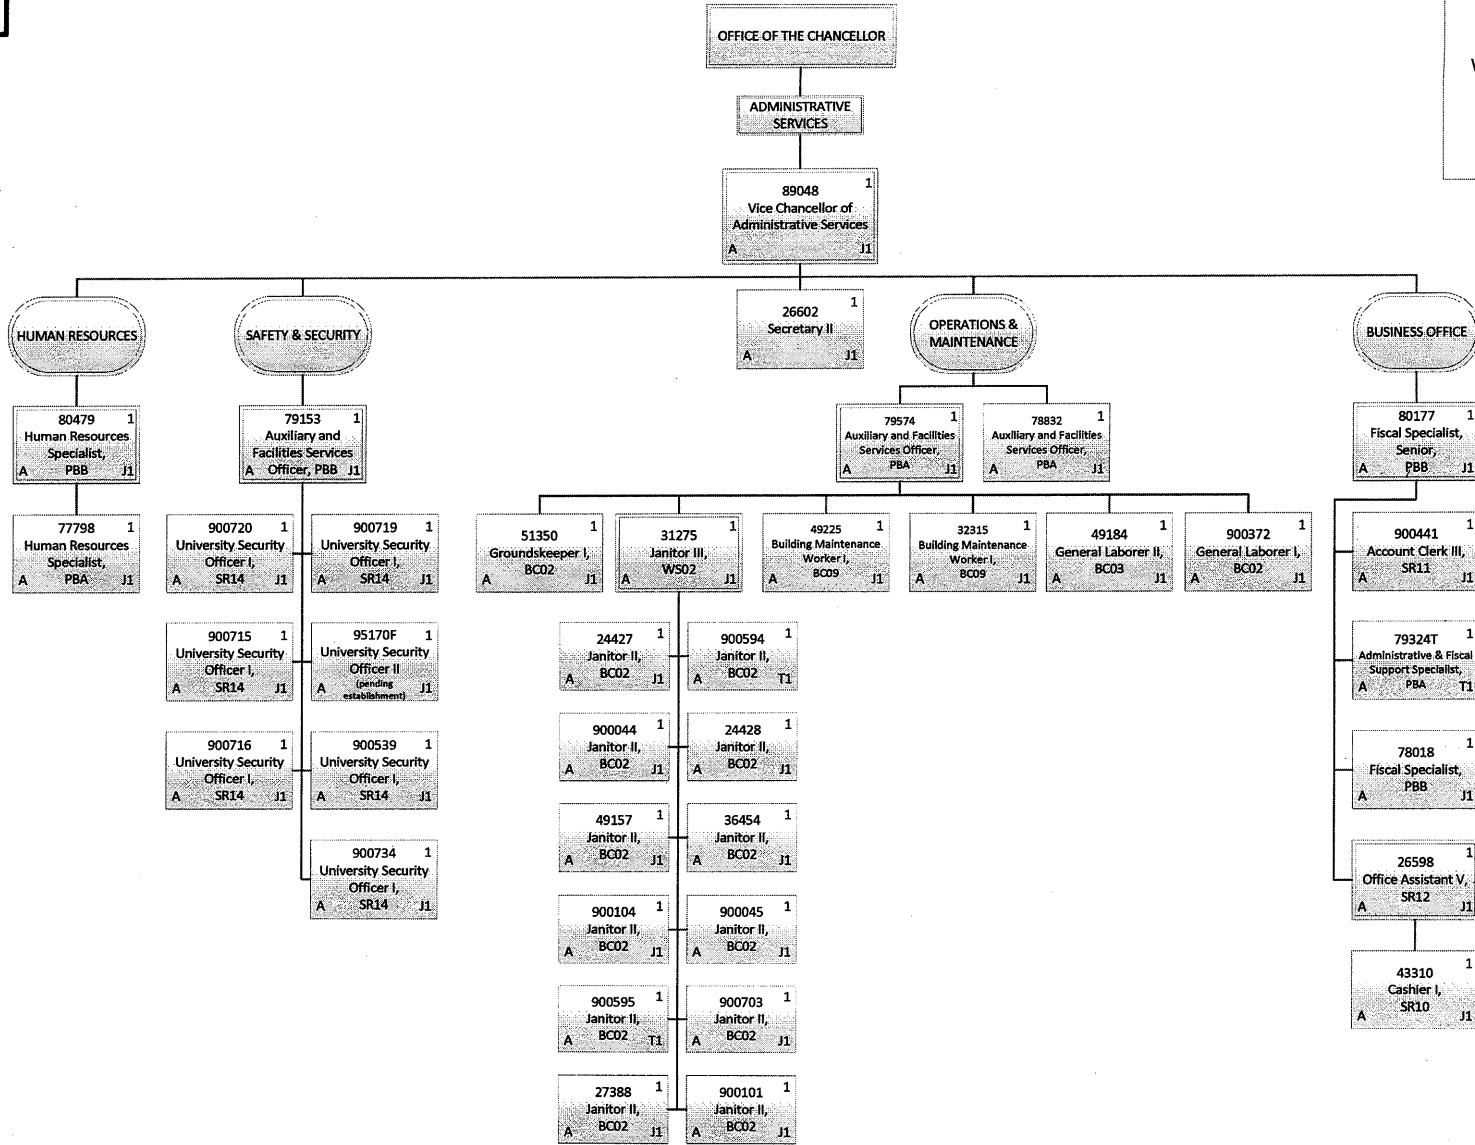 OFFICE OF THE CHANCELLOR
ADMINISTRATIVE
SERVICES
89048 1
Vice Chancellor of
Administrative Services
A J1
HUMAN RESOURCES
SAFETY & SECURITY
26602 1
Secretary II
A J1
OPERATIONS &
MAINTENANCE
BUSINESS OFFICE
80479 1
Human Resources
Specialist,
A PBB J1
77798 1
Human Resources
Specialist,
A PBA J1
79153 1
Auxiliary and
Facilities Services
A Officer, PBB J1
900720 1
University Security
Officer I,
A SR14 J1
900719 1
University Security
Officer I,
A SR14 J1
900715 1
University Security
Officer I,
A SR14 J1
95170F 1
University Security
Officer II
(pending
A establishment) J1
900716 1
University Security
Officer I,
A SR14 J1
900539 1
University Security
Officer I,
A SR14 J1
900734 1
University Security
Officer I,
A SR14 J1
79574 1
Auxiliary and Facilities
Services Officer,
A PBA J1
78832 1
Auxiliary and Facilities
Services Officer,
A PBA J1
51350 1
Groundskeeper I,
BC02
A J1
31275 1
Janitor III,
WS02
A J1
49225 1
Building Maintenance
Worker I,
BC09
A J1
32315 1
Building Maintenance
Worker I,
BC09
A J1
49184 1
General Laborer II,
BC03
A J1
900372 1
General Laborer I,
BC02
A J1
24427 1
Janitor II,
BC02
A J1
900594 1
Janitor II,
BC02
A T1
900044 1
Janitor II,
BC02
A J1
24428 1
Janitor II,
BC02
A J1
49157 1
Janitor II,
BC02
A J1
36454 1
Janitor II,
BC02
A J1
900104 1
Janitor II,
BC02
A J1
900045 1
Janitor II,
BC02
A J1
900595 1
Janitor II,
BC02
A T1
900703 1
Janitor II,
BC02
A J1
27388 1
Janitor II,
BC02
A J1
900101 1
Janitor II,
BC02
A J1
80177 1
Fiscal Specialist,
Senior,
A PBB J1
900441 1
Account Clerk III,
SR11
A J1
79324T 1
Administrative & Fiscal
Support Specialist,
A PBA T1
78018 1
Fiscal Specialist,
PBB
A J1
26598 1
Office Assistant V,
SR12
A J1
43310 1
Cashier I,
SR10
A J1